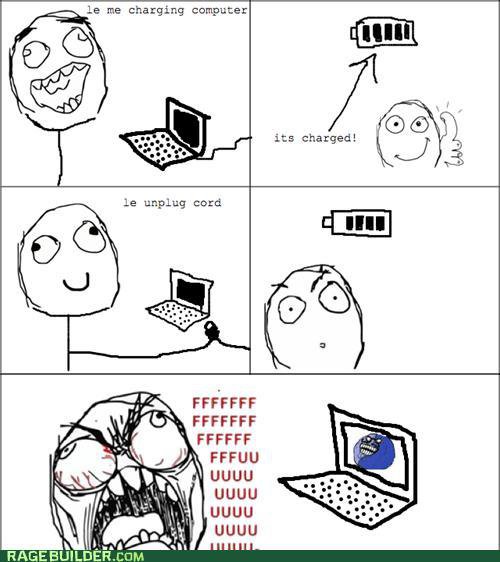 le me charging computer
its charged!
le unplug cord
FFFFFFF
FFFFFFF
FFFFFF
FFFUU
UUUU
UUUU
UUUU
UUUU
UUUU-
RAGEBUILDER.COM